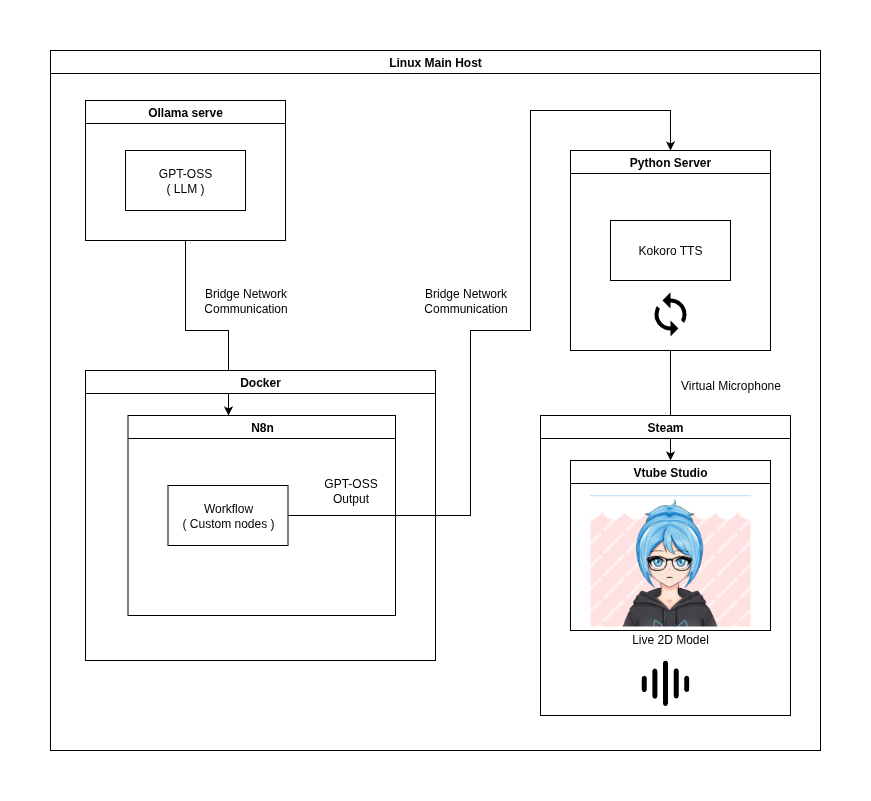 Linux Main Host
Ollama serve
GPT-OSS
( LLM )
Bridge Network
Communication
Bridge Network
Communication
Python Server
Kokoro TTS
Virtual Microphone
Docker
N8n
Workflow
( Custom nodes )
GPT-OSS
Output
Steam
Vtube Studio
Live 2D Model